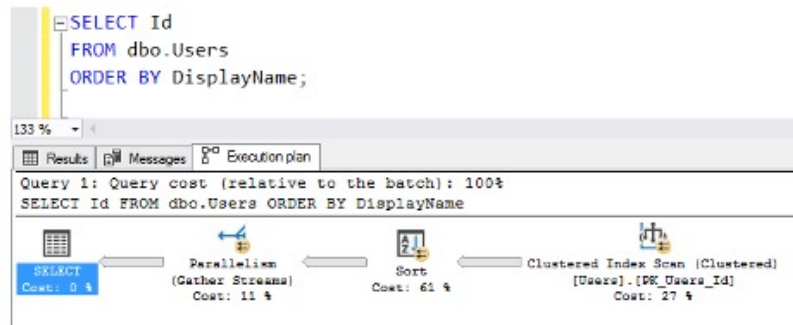 SELECT Id
FROM dbo.Users
ORDER BY DisplayName;
133 %
Results Messages Execution plan
Query 1: Query cost (relative to the batch): 100%
SELECT Id FROM dbo.Users ORDER BY DisplayName
SELECT
Cost: 0 %
Parallelism
(Gather Streams)
Cost: 11 %
Sort
Cost: 61 %
Clustered Index Scan (Clustered)
[Users].[PK_Users_Id]
Cost: 27 %